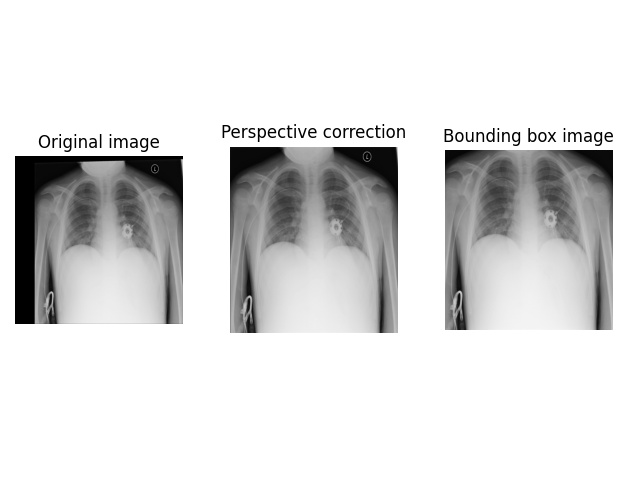 Original image
Perspective correction
Bounding box image
L
L